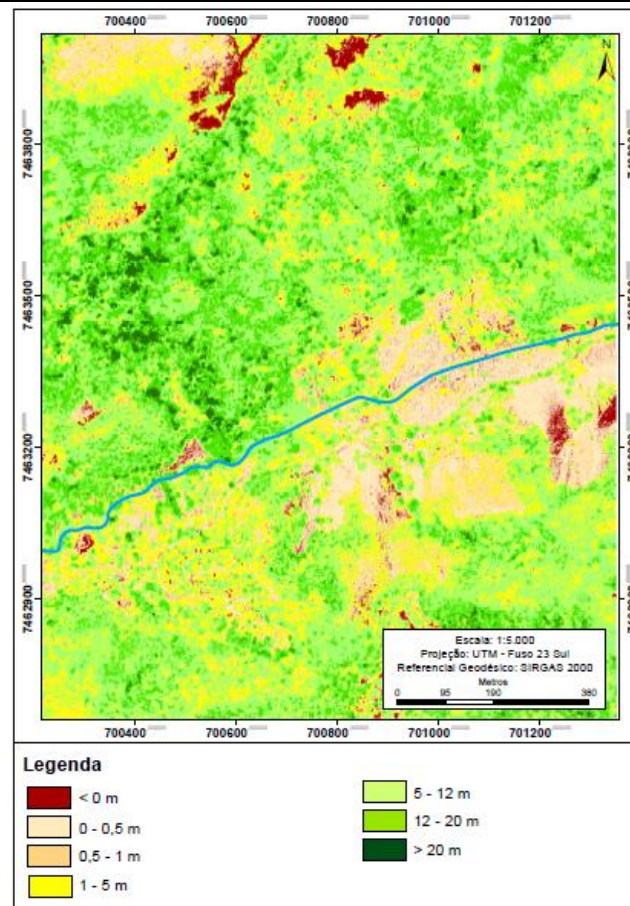 700400 700600 700800 701000 701200
N
7463800
7463500
7463200
7462900
Escala: 1:5.000
Projeção: UTM - Fuso 23 Sul
Referencial Geodésico: SIRGAS 2000
Metros
0 95 190 380
700400 700600 700800 701000 701200
Legenda
< 0 m
0 - 0,5 m
0,5 - 1 m
1 - 5 m
5 - 12 m
12 - 20 m
> 20 m